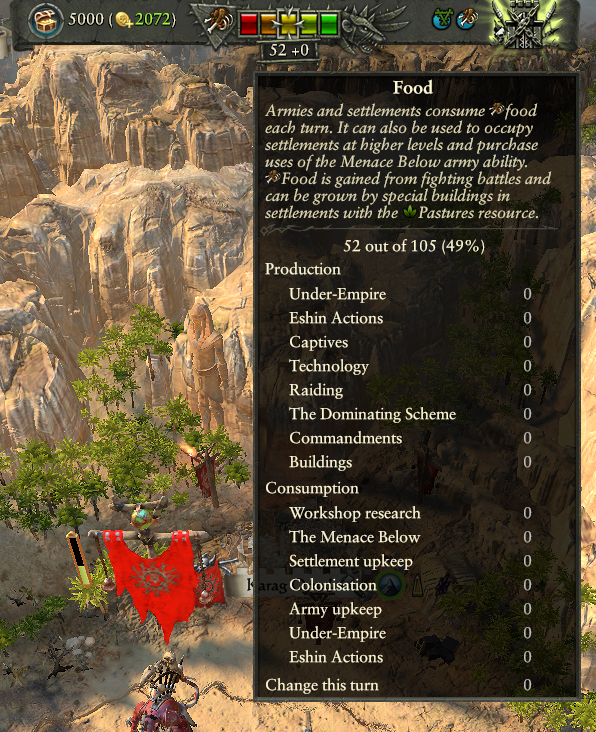 5000 (2072)
52 +0
Food
Armies and settlements consume food
each turn. It can also be used to occupy
settlements at higher levels and purchase
uses of the Menace Below army ability.
Food is gained from fighting battles and
can be grown by special buildings in
settlements with the Pastures resource.
52 out of 105 (49%)
Production
Under-Empire 0
Eshin Actions 0
Captives 0
Technology 0
Raiding 0
The Dominating Scheme 0
Commandments 0
Buildings 0
Consumption
Workshop research 0
The Menace Below 0
Settlement upkeep 0
Colonisation 0
Army upkeep 0
Under-Empire 0
Eshin Actions 0
Change this turn 0